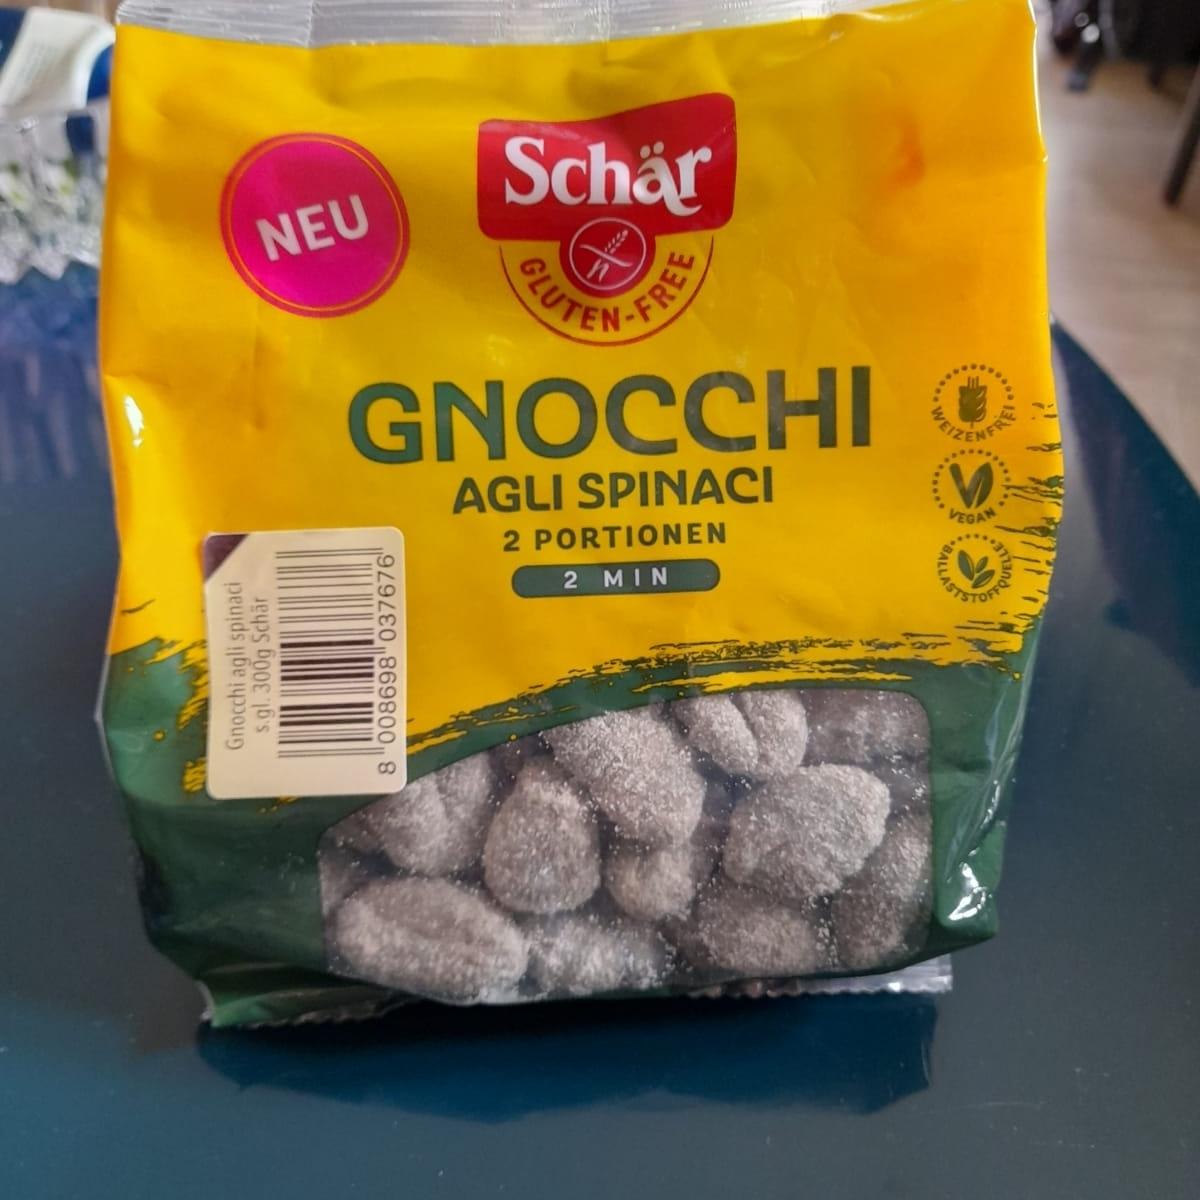 NEU
Schär
GLUTEN-FREE
GNOCCHI
AGLI SPINACI
2 PORTIONEN
2 MIN
WEIZENFREI
VEGAN
BALLASTSTOFFQUELLE
Gnocchi agli spinaci
s.gl. 300g Schär
8 008698 037676